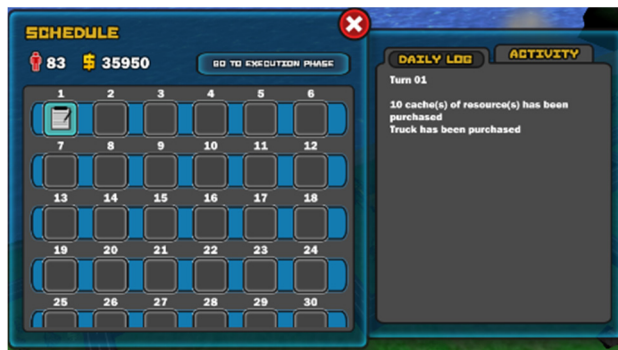 SCHEDULE
83 $ 35950
GO TO EXECUTION PHASE
1 2 3 4 5 6
7 8 9 10 11 12
13 14 15 16 17 18
19 20 21 22 23 24
25 26 27 28 29 30
DAILY LOG
ACTIVITY
Turn 01
10 cache(s) of resource(s) has been
purchased
Truck has been purchased